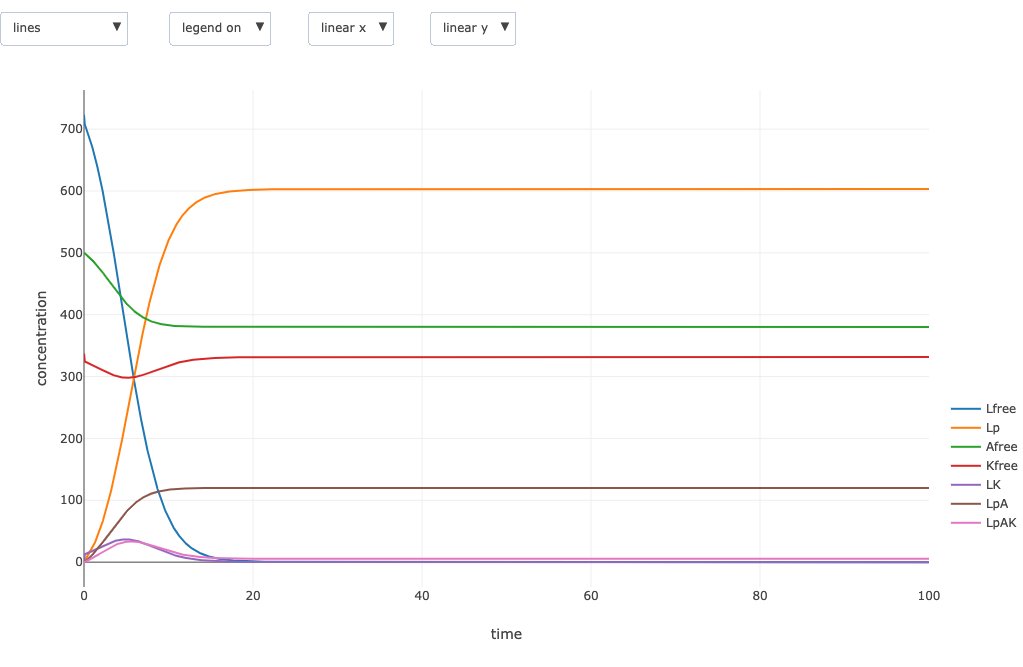 lines ▼ legend on ▼ linear x ▼ linear y ▼
700
600
500
400
300
200
100
0
concentration
0 20 40 60 80 100
time
Lfree
Lp
Afree
Kfree
LK
LpA
LpAK